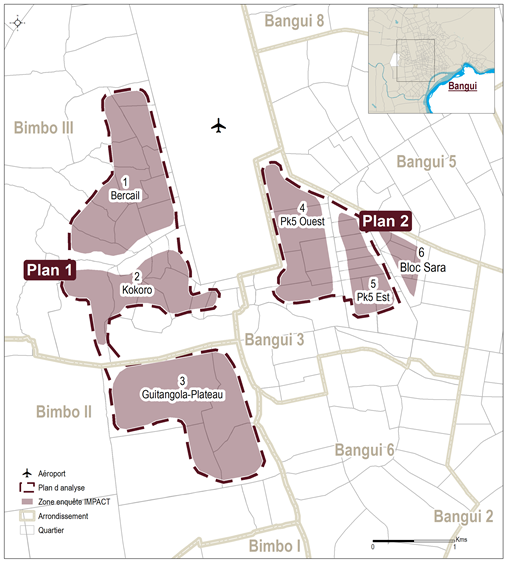 Bangui 8
Bangui
Bimbo III
Bangui 5
1
Bercail
4
Pk5 Ouest
Plan 2
6
Bloc Sara
Plan 1
2
Kokoro
5
Pk5 Est
Bangui 3
3
Guitangola-Plateau
Bimbo II
Bangui 6
Aéroport
Plan d analyse
Zone enquête IMPACT
Arrondissement
Quartier
Bangui 2
Bimbo I
Kms
0
1